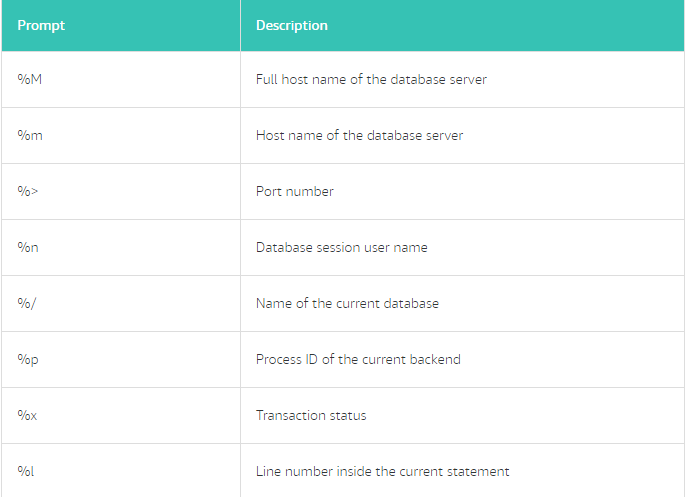 Prompt Description
%M Full host name of the database server
%m Host name of the database server
%> Port number
%n Database session user name
%/ Name of the current database
%p Process ID of the current backend
%x Transaction status
%l Line number inside the current statement